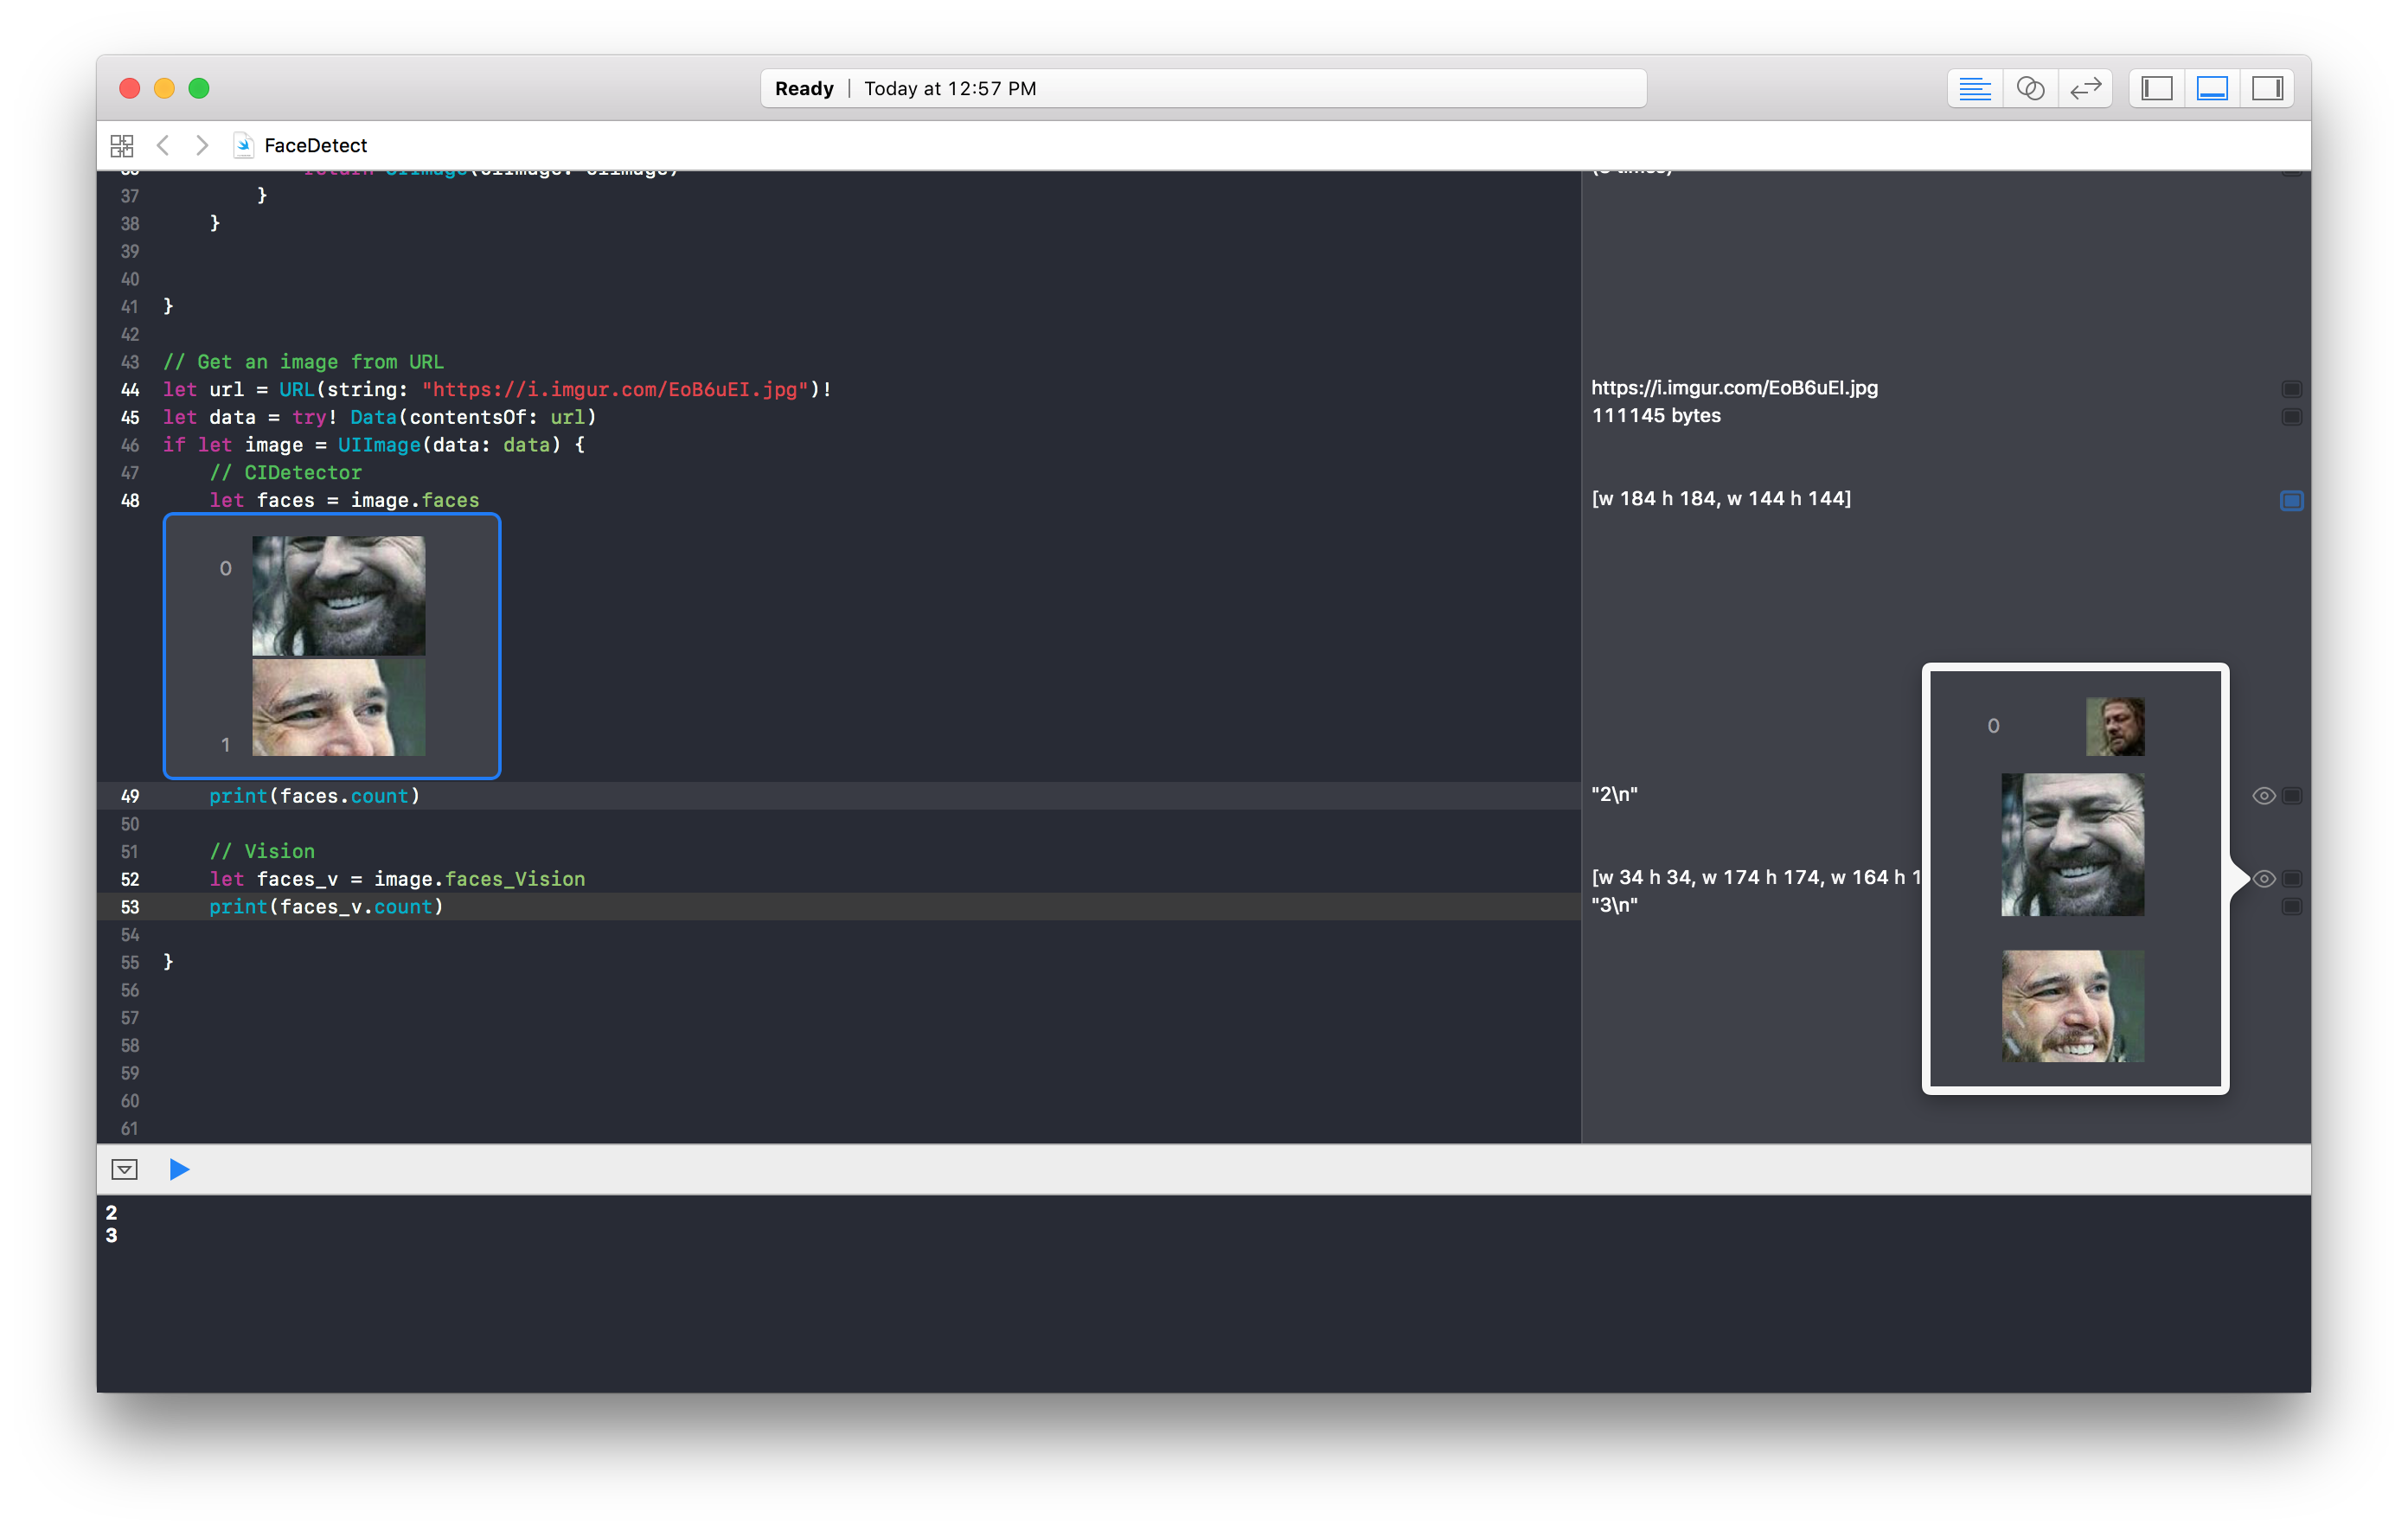 Ready | Today at 12:57 PM
FaceDetect
37 }
38 }
39
40
41 }
42
43 // Get an image from URL
44 let url = URL(string: "https://i.imgur.com/EoB6uEI.jpg")! https://i.imgur.com/EoB6uEI.jpg
45 let data = try! Data(contentsOf: url) 111145 bytes
46 if let image = UIImage(data: data) {
47 // CIDetector
48 let faces = image.faces [w 184 h 184, w 144 h 144]
0
1
0
49 print(faces.count) "2\n"
50
51 // Vision
52 let faces_v = image.faces_Vision [w 34 h 34, w 174 h 174, w 164 h 1
53 print(faces_v.count) "3\n"
54
55 }
56
57
58
59
60
61
2
3